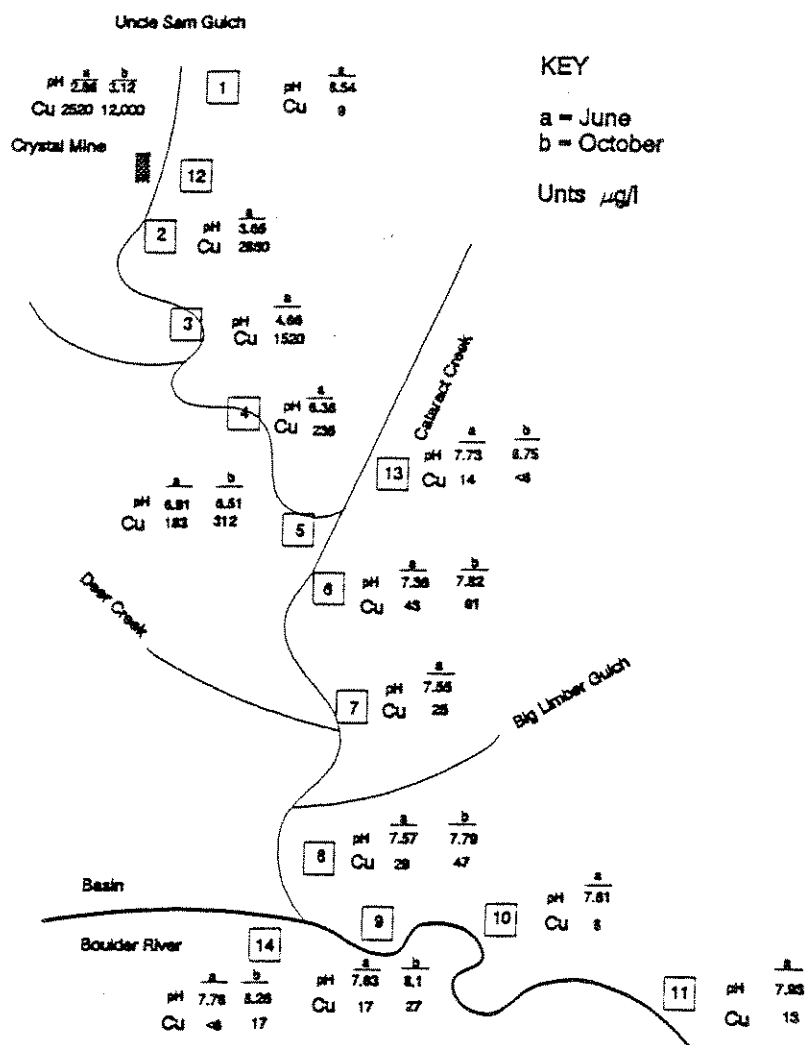 Uncle Sam Gulch
KEY
a = June
b = October
Unts µg/l
a b
pH 2.86 3.12
Cu 2520 12,000
1
a
pH 6.54
Cu 9
Crystal Mine
12
2
a
pH 3.65
Cu
3
a
pH 4.66
Cu 1520
4
a
pH 6.36
Cu 236
Cataract Creek
13
a b
pH 7.73 8.75
Cu 14
a b
pH 6.91 6.51
Cu 183 312
5
6
a b
pH 7.36 7.82
Cu 43
Deer Creek
7
a
pH 7.55
Cu 25
Big Limber Gulch
8
a b
pH 7.57 7.79
Cu 29 47
Basin
9
10
a
pH 7.81
Cu
Boulder River
14
a b
pH 7.78 8.26
Cu 17
a b
pH 7.83 8.1
Cu 17 27
11
a
pH 7.93
Cu 13